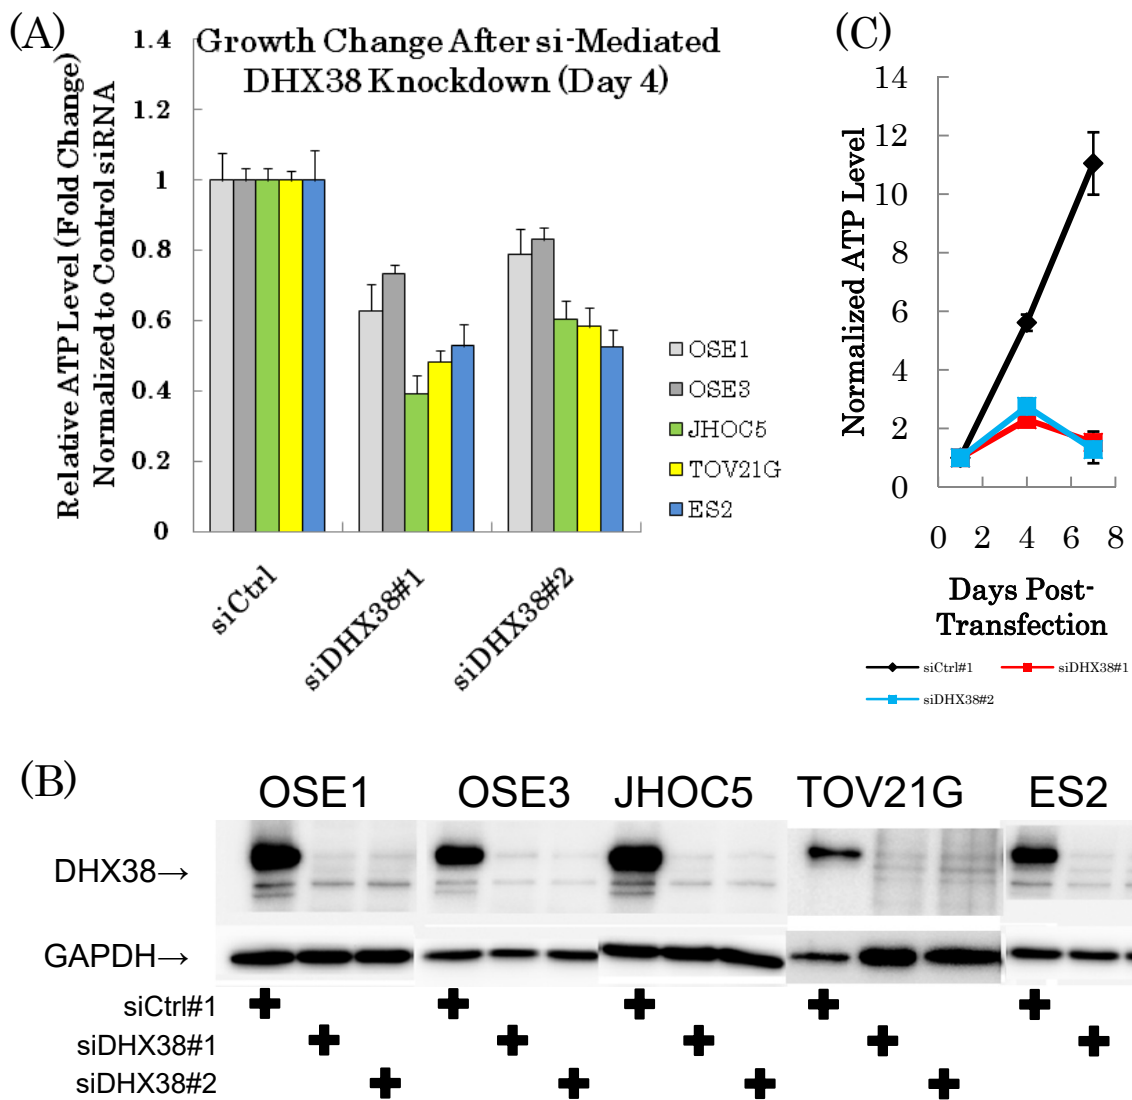 (A)
Growth Change After si-Mediated
DHX38 Knockdown (Day 4)
Relative ATP Level (Fold Change)
Normalized to Control siRNA
1.4
1.2
1
0.8
0.6
0.4
0.2
0
siCtrl
siDHX38#1
siDHX38#2
OSE1
OSE3
JHOC5
TOV21G
ES2
(C)
Normalized ATP Level
14
12
10
8
6
4
2
0
0 2 4 6 8
Days Post-
Transfection
siCtrl#1
siDHX38#1
siDHX38#2
(B)
OSE1 OSE3 JHOC5 TOV21G ES2
DHX38→
GAPDH→
siCtrl#1 + + + + +
siDHX38#1 + + + + +
siDHX38#2 + + + +